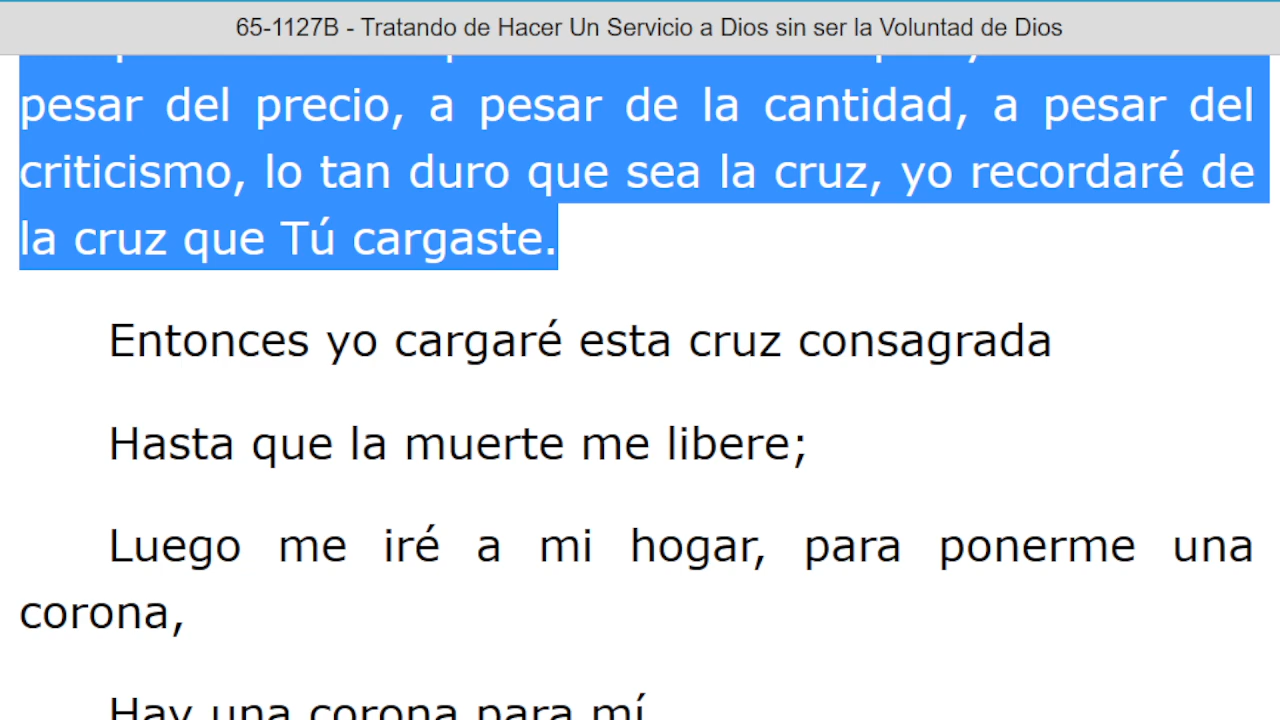 65-1127B - Tratando de Hacer Un Servicio a Dios sin ser la Voluntad de Dios
pesar del precio, a pesar de la cantidad, a pesar del
criticismo, lo tan duro que sea la cruz, yo recordaré de
la cruz que Tú cargaste.
Entonces yo cargaré esta cruz consagrada
Hasta que la muerte me libere;
Luego me iré a mi hogar, para ponerme una
corona,
Hay una corona para mí